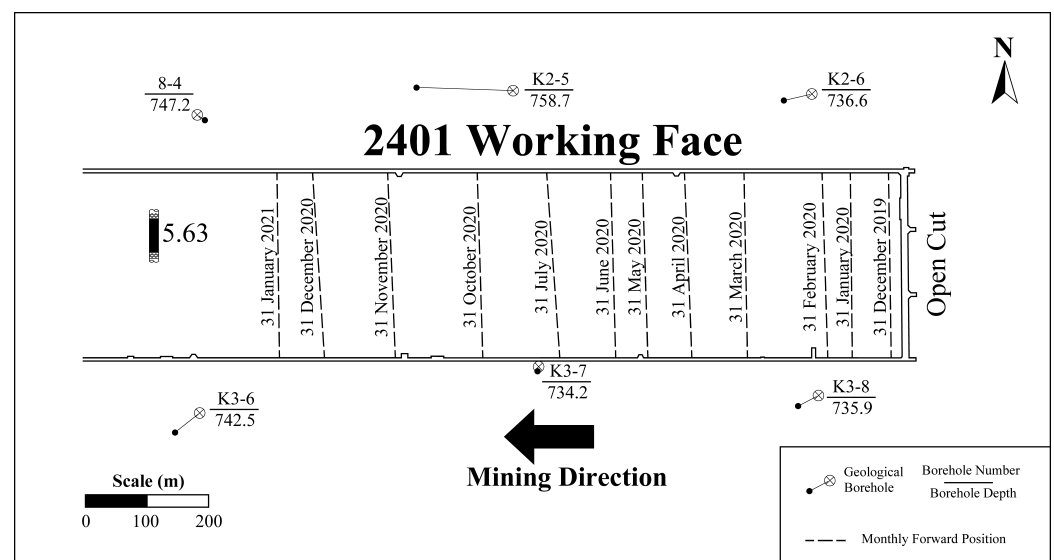 N
8-4
747.2
K2-5
758.7
K2-6
736.6
2401 Working Face
5.63
31 January 2021
31 December 2020
31 November 2020
31 October 2020
31 July 2020
31 June 2020
31 May 2020
31 April 2020
31 March 2020
31 February 2020
31 January 2020
31 December 2019
Open Cut
K3-6
742.5
K3-7
734.2
K3-8
735.9
Mining Direction
Scale (m)
0 100 200
Geological
Borehole
Borehole Number
Borehole Depth
Monthly Forward Position